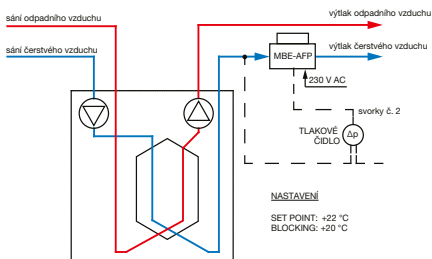 sání odpadního vzduchu
výtlak odpadního vzduchu
sání čerstvého vzduchu
výtlak čerstvého vzduchu
MBE-AFP
230 V AC
svorky č. 2
TLAKOVÉ
ČIDLO
Δp
NASTAVENÍ
SET POINT: +22 °C
BLOCKING: +20 °C